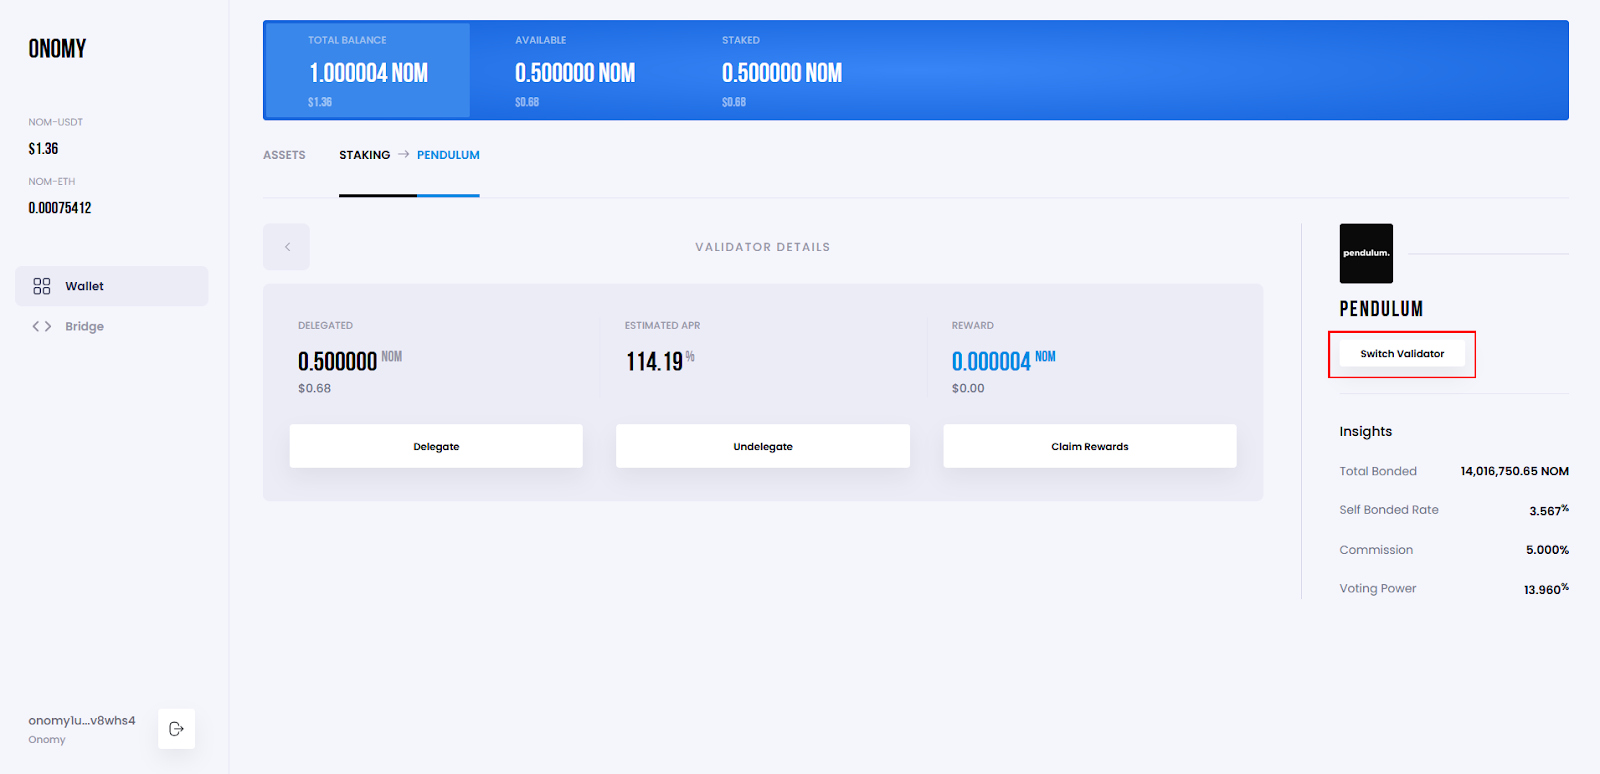 ONOMY
NOM-USDT
$1.36
NOM-ETH
0.00075412
Wallet
Bridge
onomy1u...v8whs4
Onomy
TOTAL BALANCE
1.000004 NOM
$1.36
AVAILABLE
0.500000 NOM
$0.68
STAKED
0.500000 NOM
$0.68
ASSETS
STAKING → PENDULUM
VALIDATOR DETAILS
DELEGATED
0.500000 NOM
$0.68
Delegate
ESTIMATED APR
114.19 %
Undelegate
REWARD
0.000004 NOM
$0.00
Claim Rewards
pendulum.
PENDULUM
Switch Validator
Insights
Total Bonded 14,016,750.65 NOM
Self Bonded Rate 3.567%
Commission 5.000%
Voting Power 13.960%